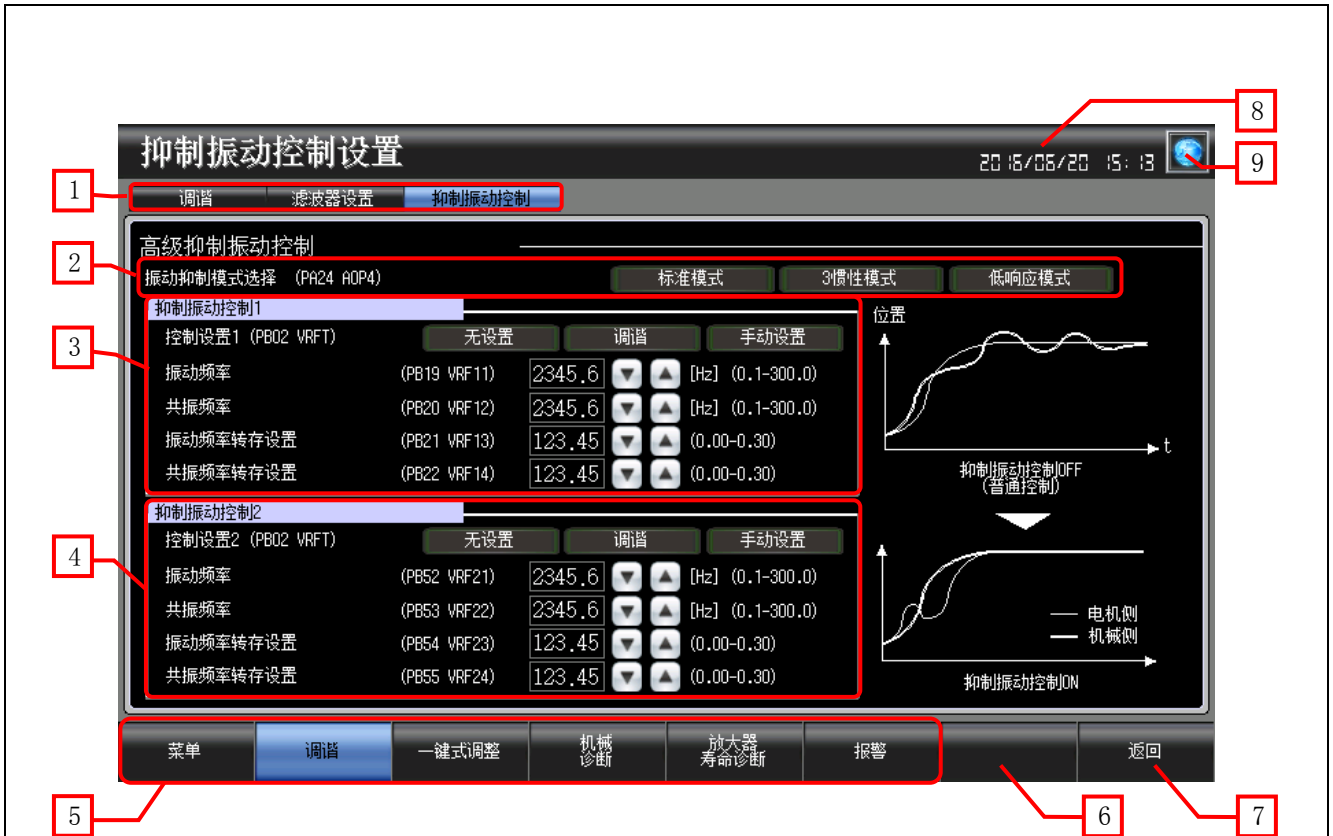 8
抑制振动控制设置
2016/06/20 15:13
9
1
调谐 滤波器设置 抑制振动控制
高级抑制振动控制
2
振动抑制模式选择 (PA24 AOP4) 标准模式 3惯性模式 低响应模式
抑制振动控制1
3
控制设置1 (PB02 VRFT) 无设置 调谐 手动设置
振动频率 (PB19 VRF11) 2345.6 [Hz] (0.1-300.0)
共振频率 (PB20 VRF12) 2345.6 [Hz] (0.1-300.0)
振动频率转存设置 (PB21 VRF13) 123.45 (0.00-0.30)
共振频率转存设置 (PB22 VRF14) 123.45 (0.00-0.30)
位置
t
抑制振动控制OFF
(普通控制)
抑制振动控制2
4
控制设置2 (PB02 VRFT) 无设置 调谐 手动设置
振动频率 (PB52 VRF21) 2345.6 [Hz] (0.1-300.0)
共振频率 (PB53 VRF22) 2345.6 [Hz] (0.1-300.0)
振动频率转存设置 (PB54 VRF23) 123.45 (0.00-0.30)
共振频率转存设置 (PB55 VRF24) 123.45 (0.00-0.30)
电机侧
机械侧
抑制振动控制ON
菜单 调谐 一键式调整 机械
诊断 放大器
寿命诊断 报警 返回
5
6
7